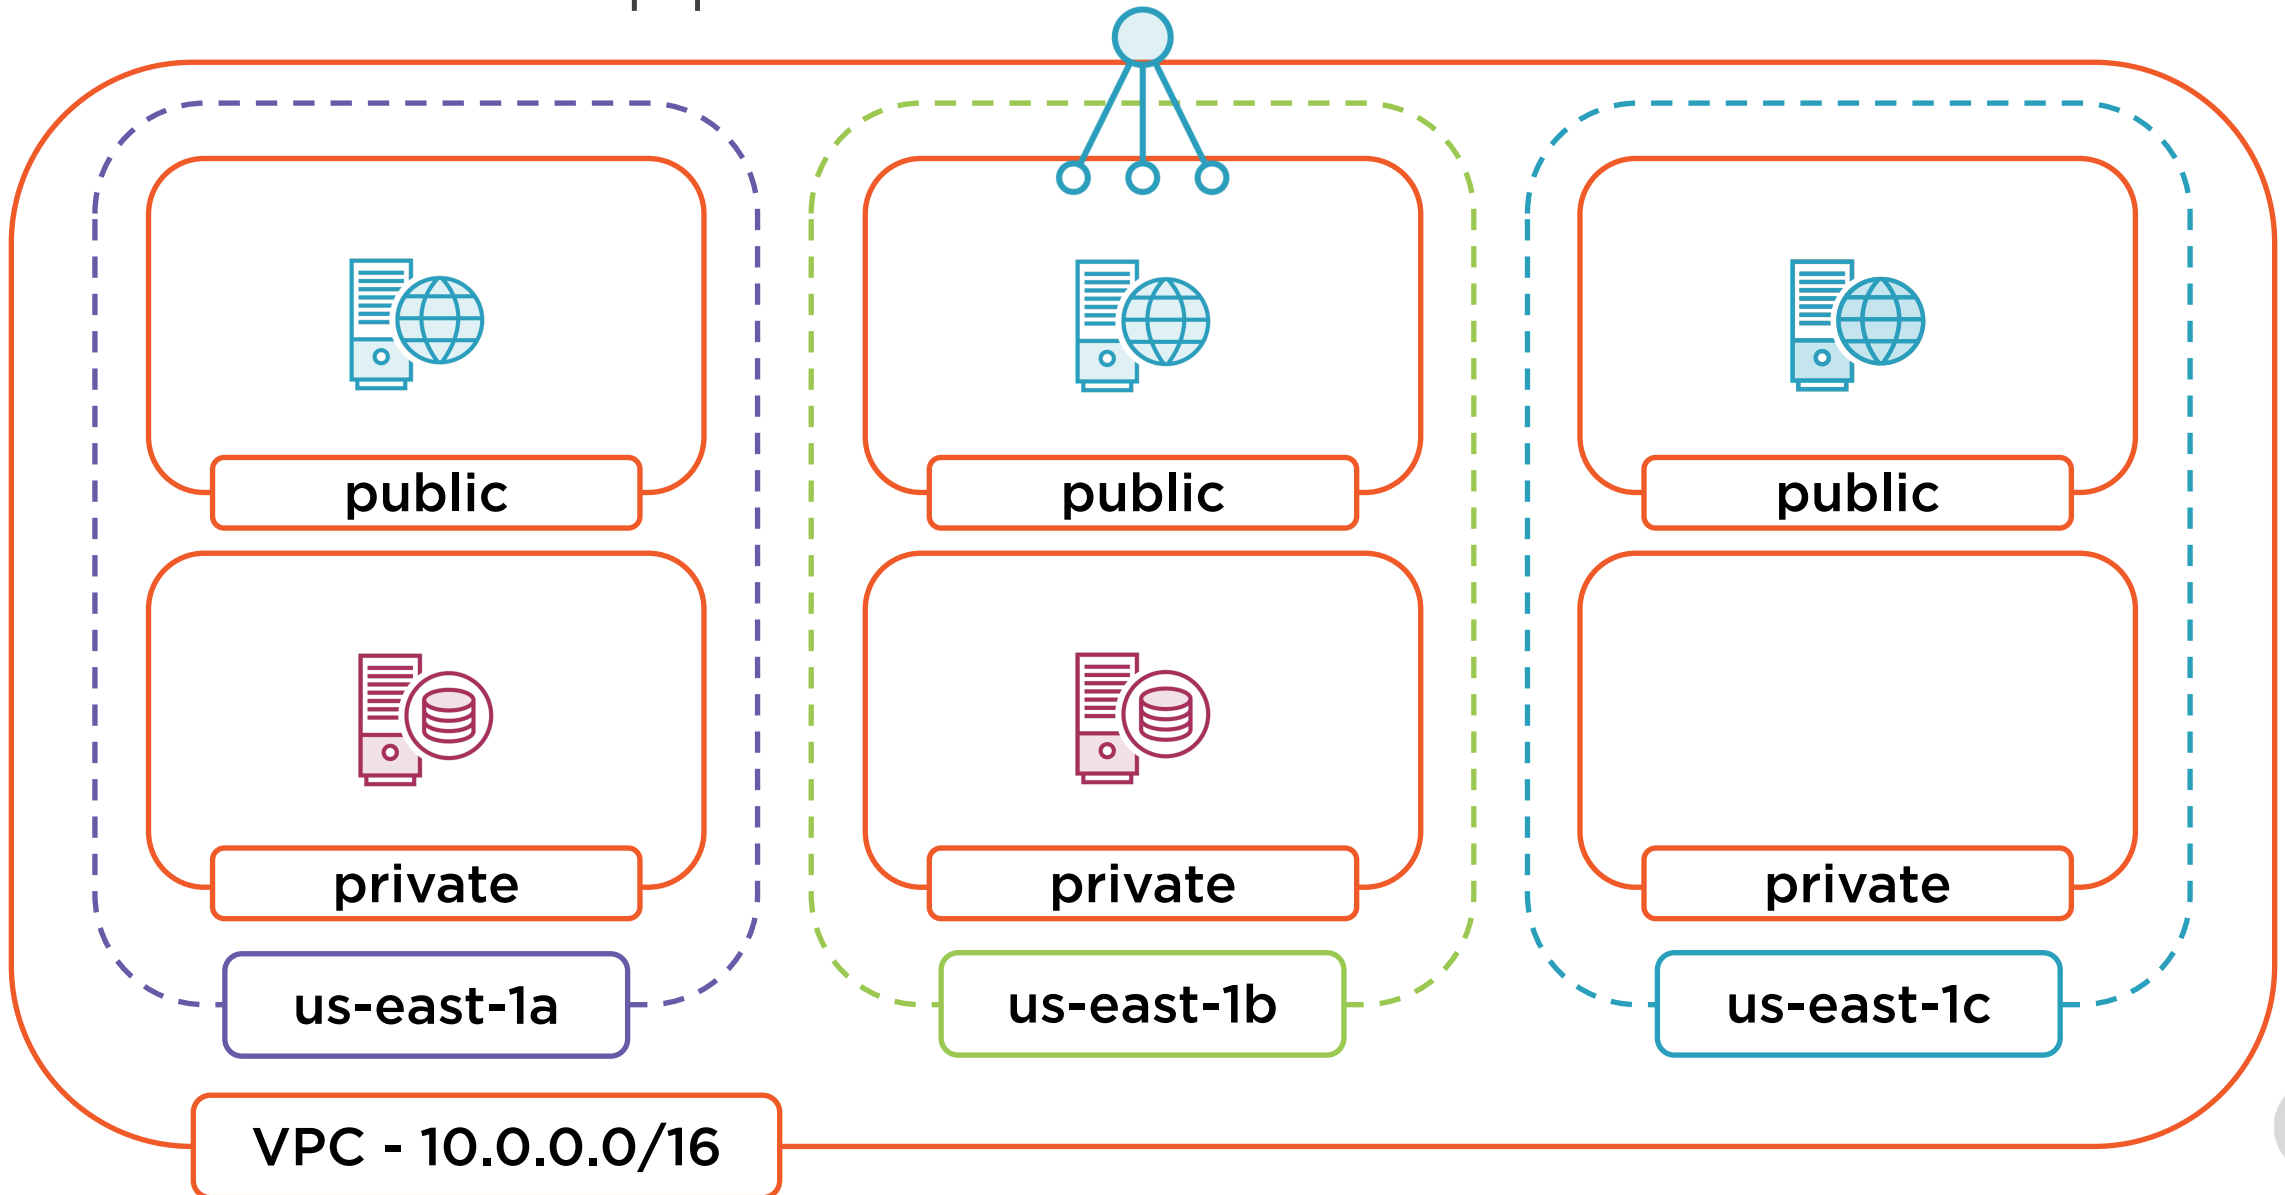 public
public
public
private
private
private
us-east-1a
us-east-1b
us-east-1c
VPC - 10.0.0.0/16